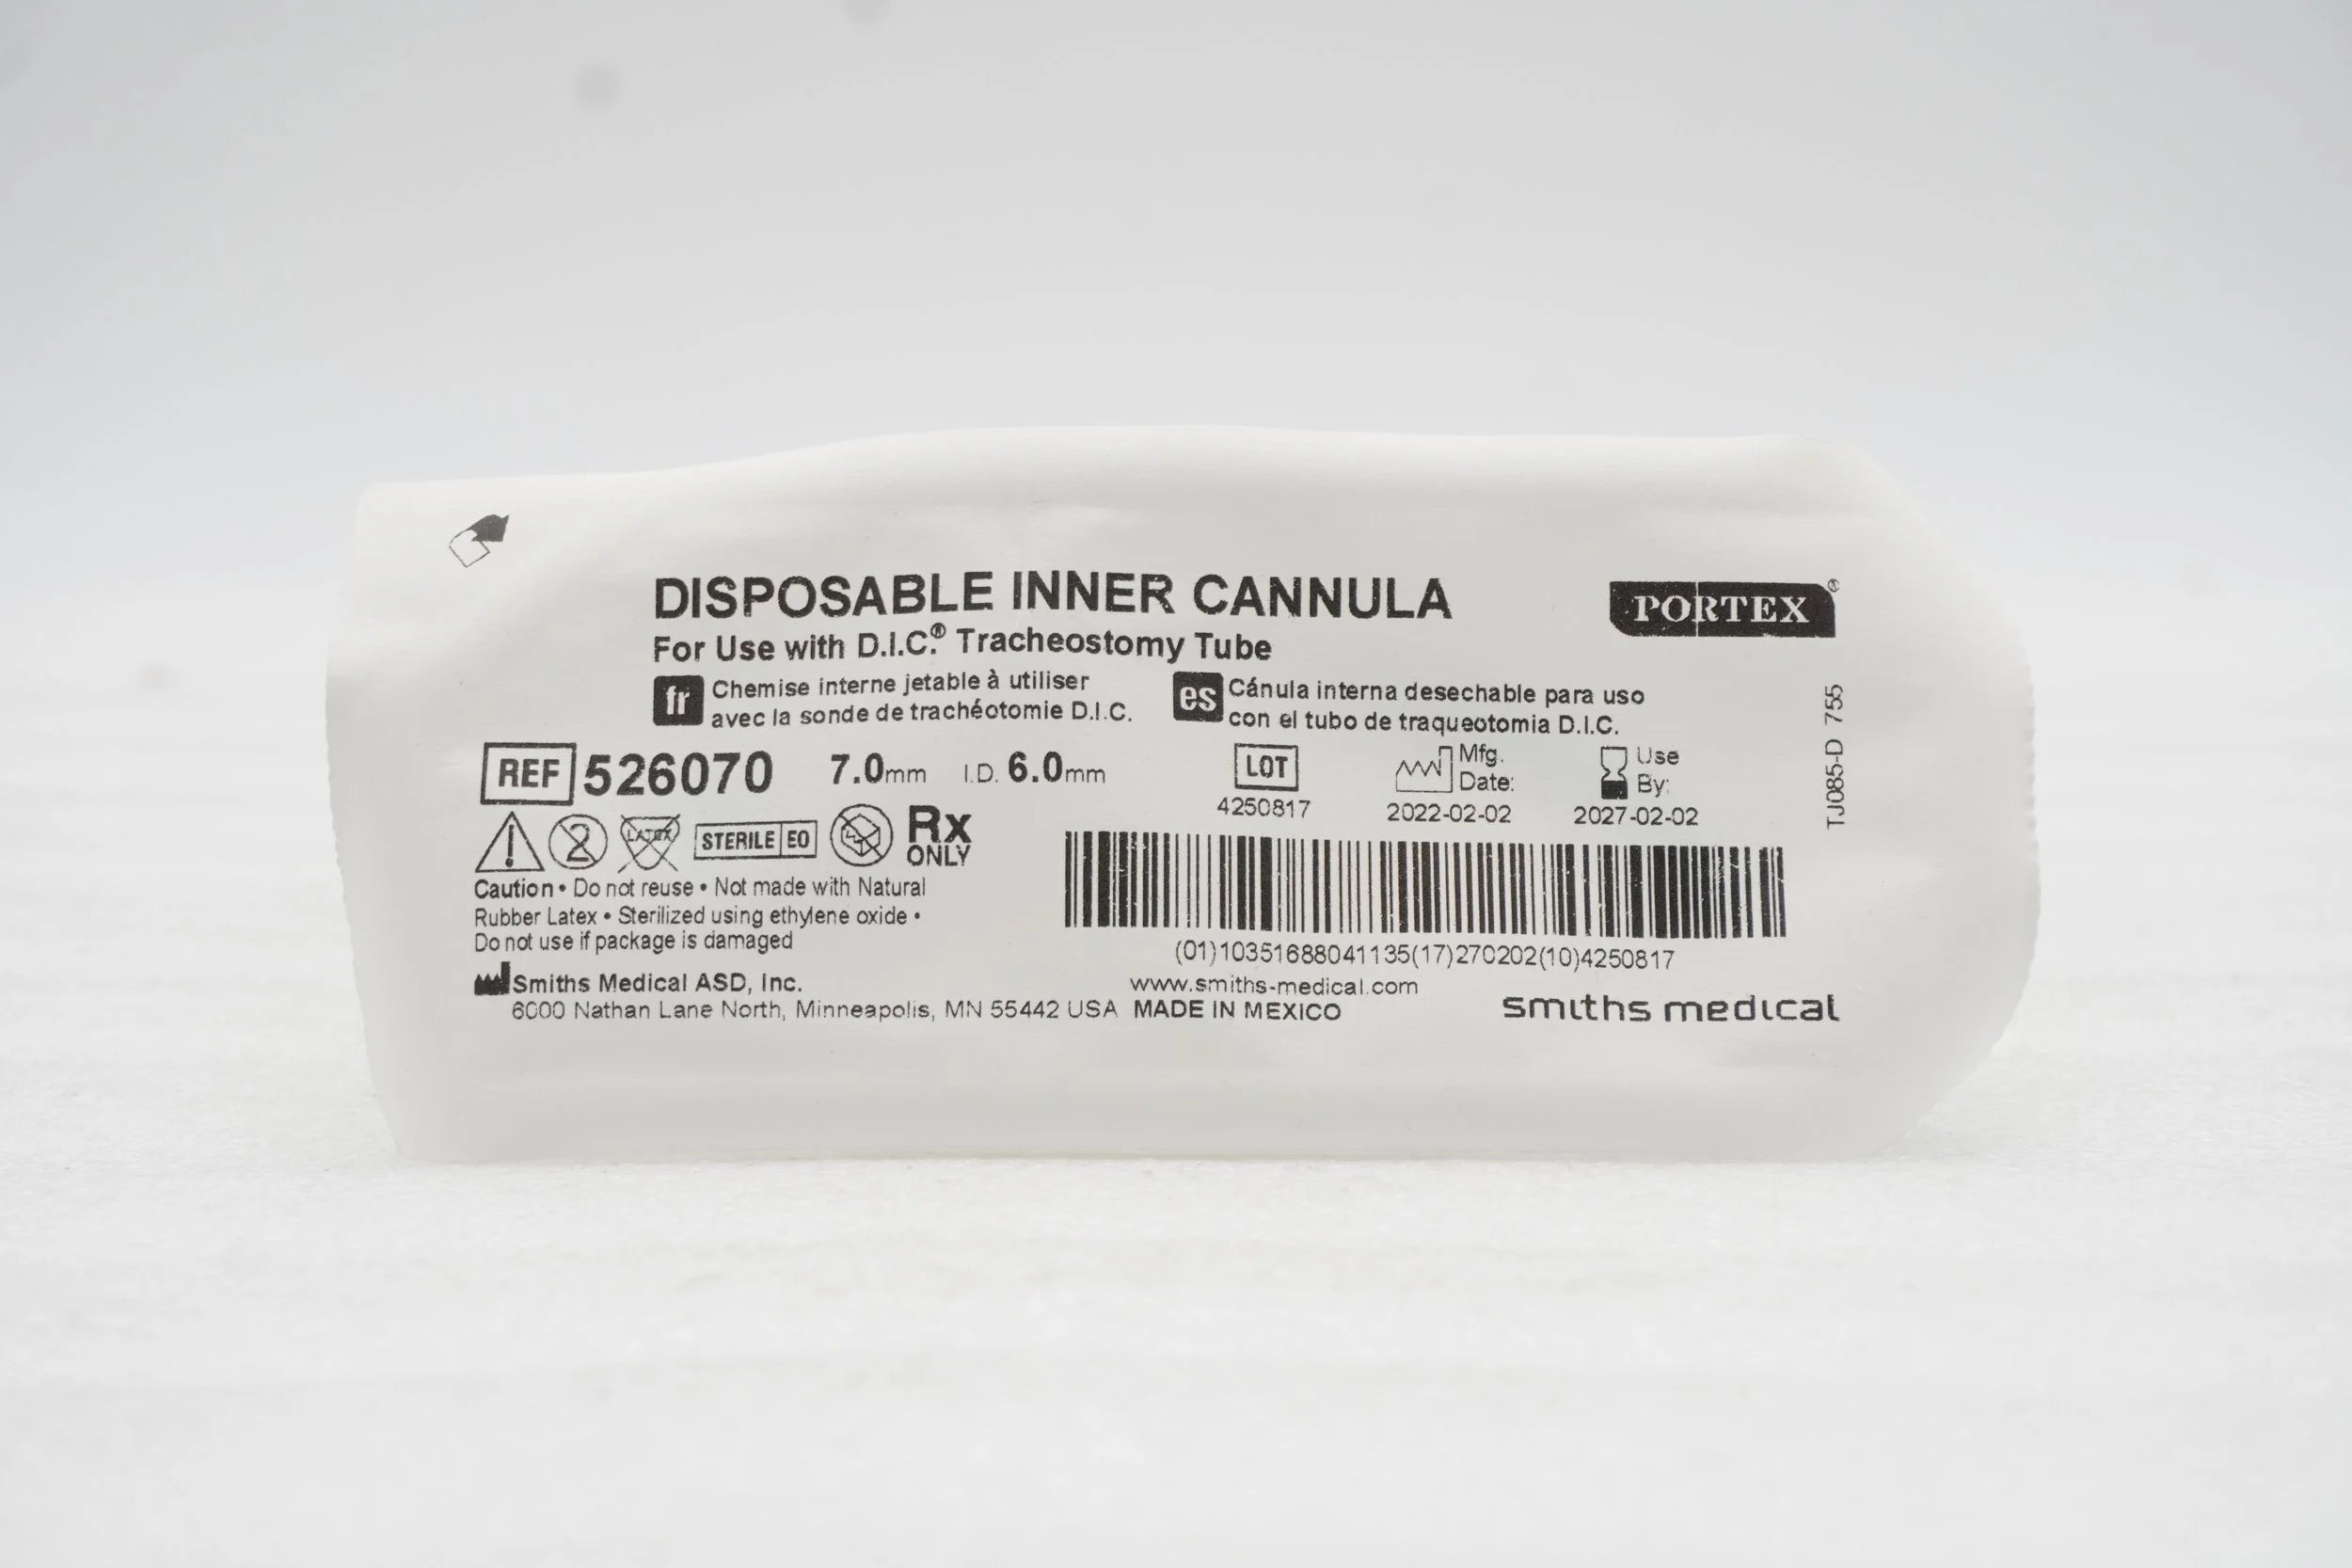 DISPOSABLE INNER CANNULA
For Use with D.I.C.® Tracheostomy Tube
PORTEX®
fr Chemise interne jetable à utiliser
avec la sonde de trachéotomie D.I.C.
es Cánula interna desechable para uso
con el tubo de traqueotomia D.I.C.
REF 526070 7.0mm I.D. 6.0mm
LOT
4250817
Mfg.
Date:
2022-02-02
Use
By:
2027-02-02
TJ085-D 755
2 LATEX STERILE EO Rx
ONLY
Caution • Do not reuse • Not made with Natural
Rubber Latex • Sterilized using ethylene oxide •
Do not use if package is damaged
(01)10351688041135(17)270202(10)4250817
Smiths Medical ASD, Inc.
6000 Nathan Lane North, Minneapolis, MN 55442 USA MADE IN MEXICO
www.smiths-medical.com
smiths medical